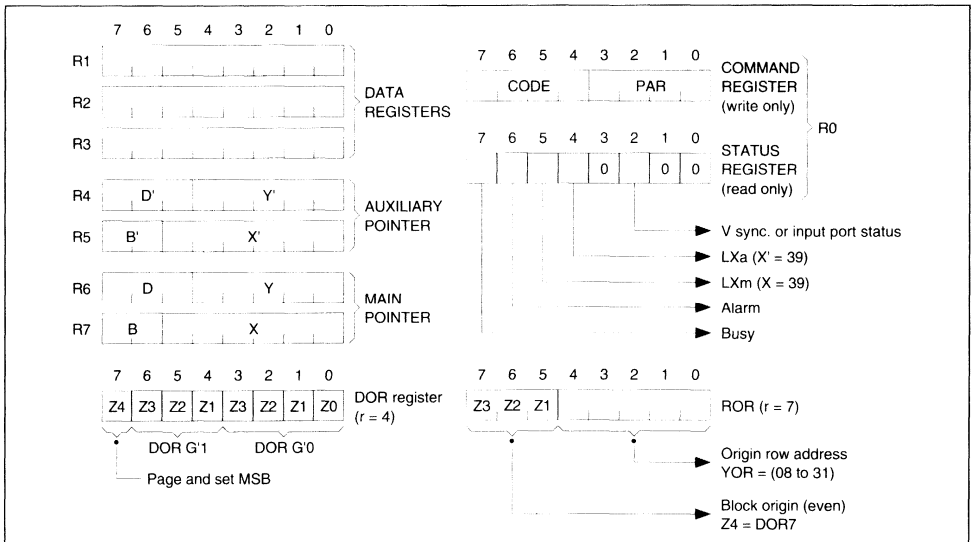 7 6 5 4 3 2 1 0
R1
R2
R3
DATA
REGISTERS
R4 D' Y'
R5 B' X'
AUXILIARY
POINTER
R6 D Y
R7 B X
MAIN
POINTER
7 6 5 4 3 2 1 0
CODE PAR
COMMAND
REGISTER
(write only)
R0
7 6 5 4 3 2 1 0
0 0 0
STATUS
REGISTER
(read only)
V sync. or input port status
LXa (X' = 39)
LXm (X = 39)
Alarm
Busy
7 6 5 4 3 2 1 0
Z4 Z3 Z2 Z1 Z3 Z2 Z1 Z0
DOR register
(r = 4)
DOR G'1 DOR G'0
Page and set MSB
7 6 5 4 3 2 1 0
Z3 Z2 Z1
ROR (r = 7)
Origin row address
YOR = (08 to 31)
Block origin (even)
Z4 = DOR7